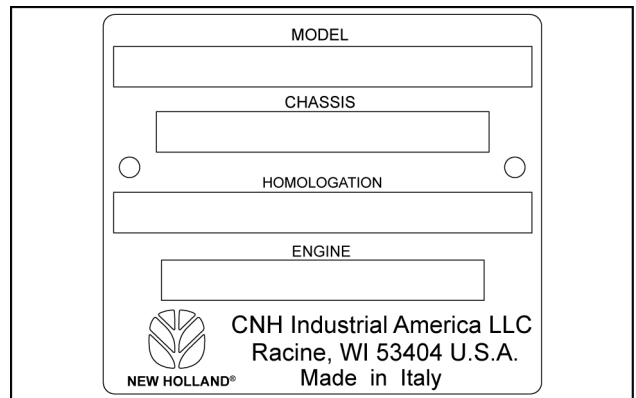 MODEL
CHASSIS
HOMOLOGATION
ENGINE
CNH Industrial America LLC
Racine, WI 53404 U.S.A.
NEW HOLLAND®
Made in Italy